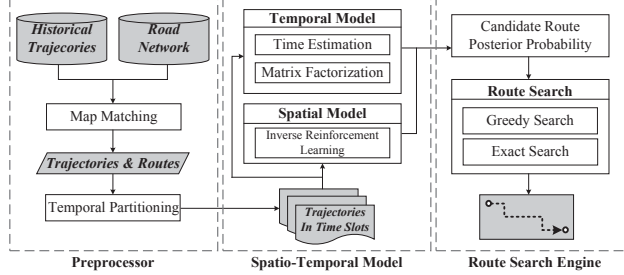 Historical
Trajecories
Road
Network
Map Matching
Trajectories & Routes
Temporal Partitioning
Preprocessor
Temporal Model
Time Estimation
Matrix Factorization
Spatial Model
Inverse Reinforcement
Learning
Trajectories
In Time Slots
Spatio-Temporal Model
Candidate Route
Posterior Probability
Route Search
Greedy Search
Exact Search
Route Search Engine